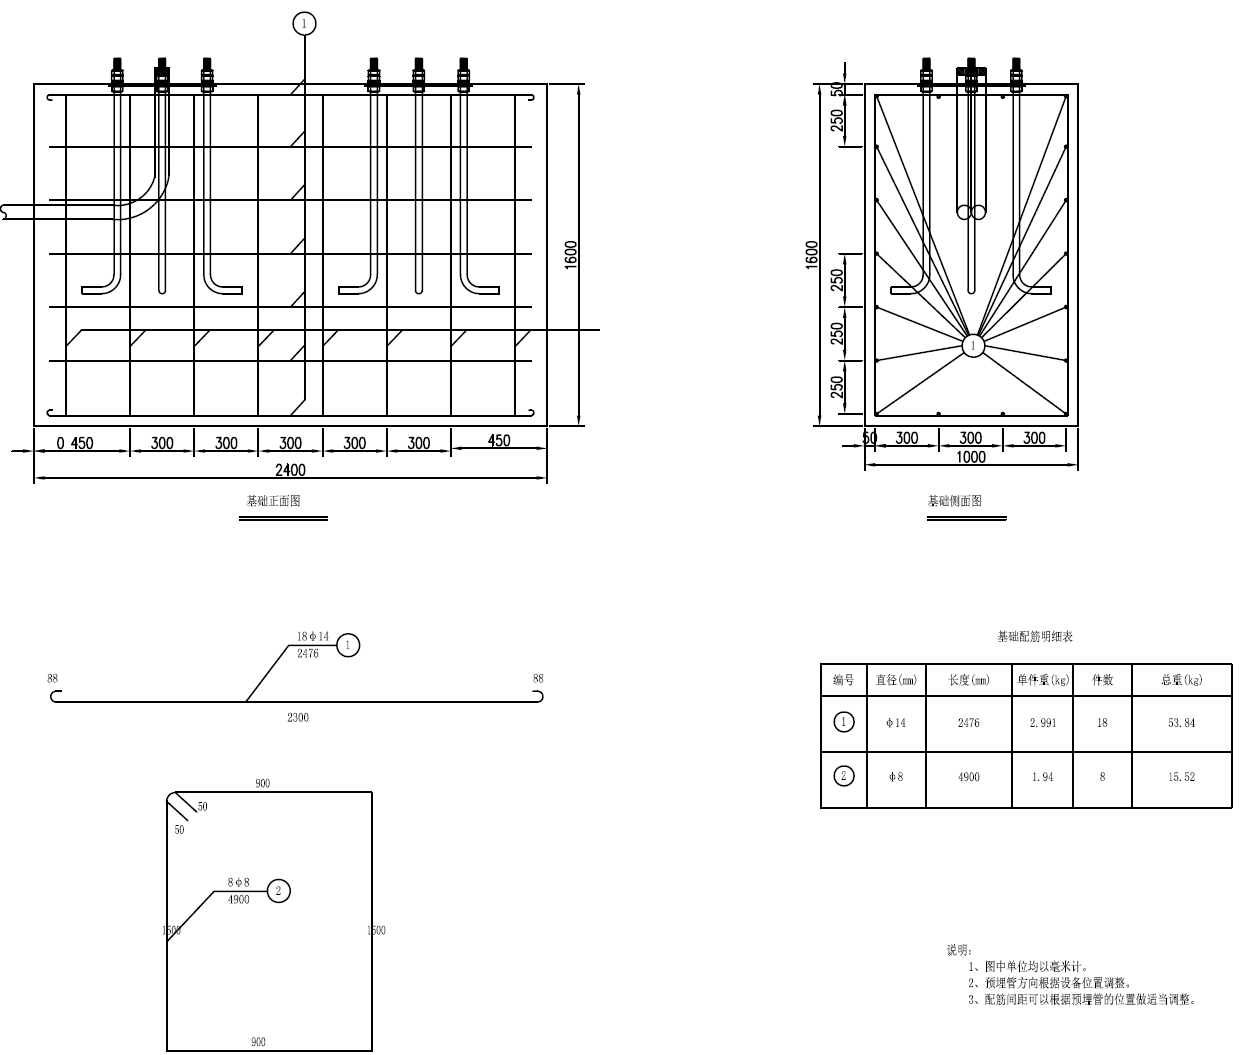 1
1600
0 450
300
300
300
300
300
450
2400
基础正面图
50
250
1600
250
250
250
1
50
300
300
300
1000
基础侧面图
18φ14
1
2476
88
88
2300
900
50
50
8φ8
2
4900
1500
1500
900
基础配筋明细表
编号 直径(mm) 长度(mm) 单件重(kg) 件数 总重(kg)
1 φ14 2476 2.991 18 53.84
2 φ8 4900 1.94 8 15.52
说明:
1、图中单位均以毫米计。
2、预埋管方向根据设备位置调整。
3、配筋间距可以根据预埋管的位置做适当调整。